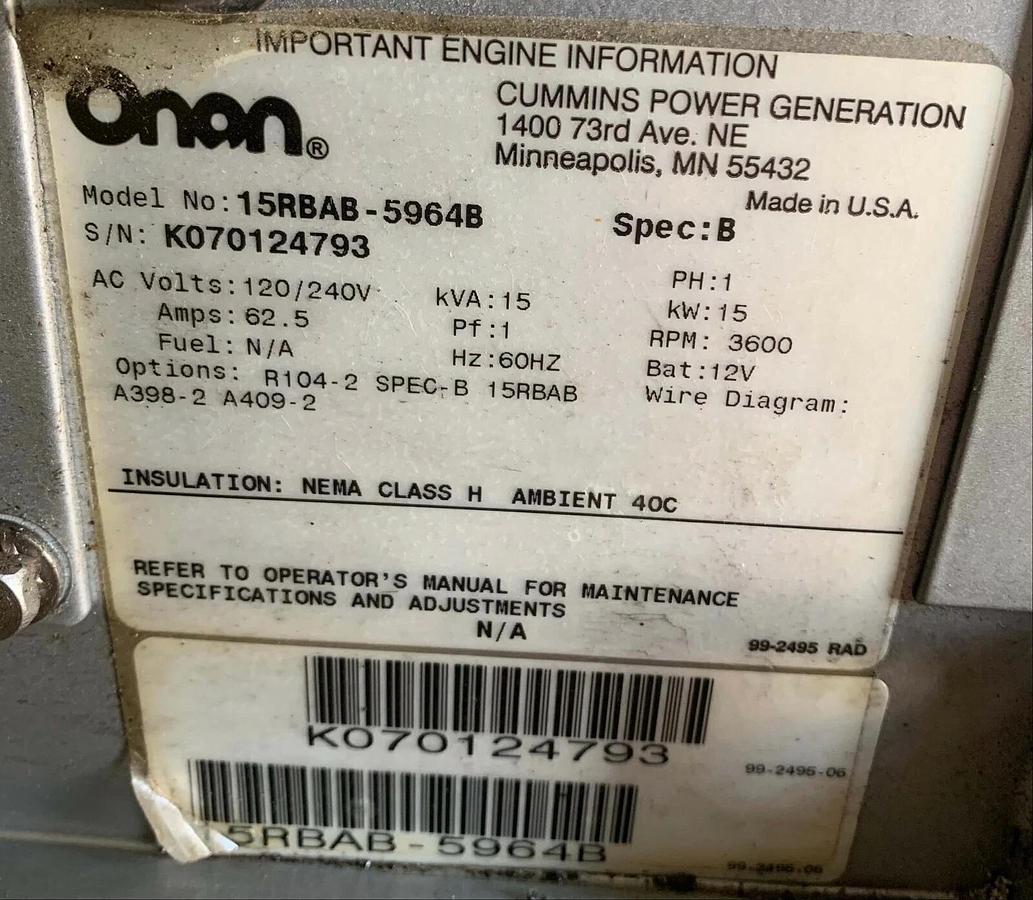 IMPORTANT ENGINE INFORMATION
Onan®
CUMMINS POWER GENERATION
1400 73rd Ave. NE
Minneapolis, MN 55432
Made in U.S.A.
Model No:15RBAB-5964B
Spec:B
S/N: K070124793
AC Volts:120/240V kVA:15 PH:1
Amps:62.5 Pf:1 kW:15
Fuel:N/A Hz:60HZ RPM: 3600
Options: R104-2 SPEC-B 15RBAB Bat:12V
A398-2 A409-2 Wire Diagram:
INSULATION: NEMA CLASS H AMBIENT 40C
REFER TO OPERATOR'S MANUAL FOR MAINTENANCE
SPECIFICATIONS AND ADJUSTMENTS
N/A
99-2495 RAD
K070124793
99-2495-06
15RBAB-5964B
99-2495-06